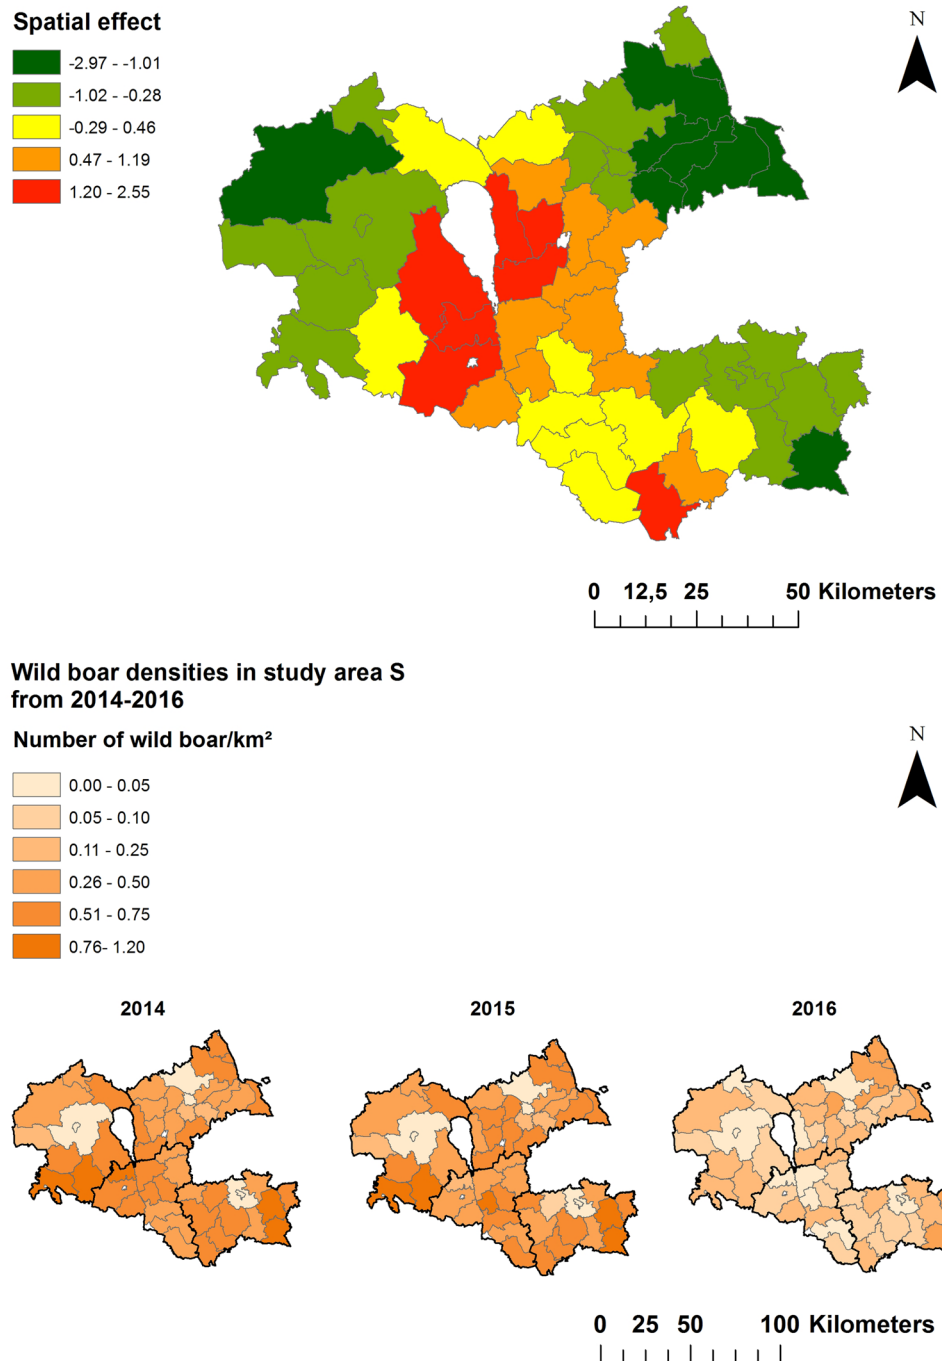 Spatial effect
N
-2.97 - -1.01
-1.02 - -0.28
-0.29 - 0.46
0.47 - 1.19
1.20 - 2.55
0 12,5 25 50 Kilometers
Wild boar densities in study area S
from 2014-2016
Number of wild boar/km²
N
0.00 - 0.05
0.05 - 0.10
0.11 - 0.25
0.26 - 0.50
0.51 - 0.75
0.76- 1.20
2014 2015 2016
0 25 50 100 Kilometers